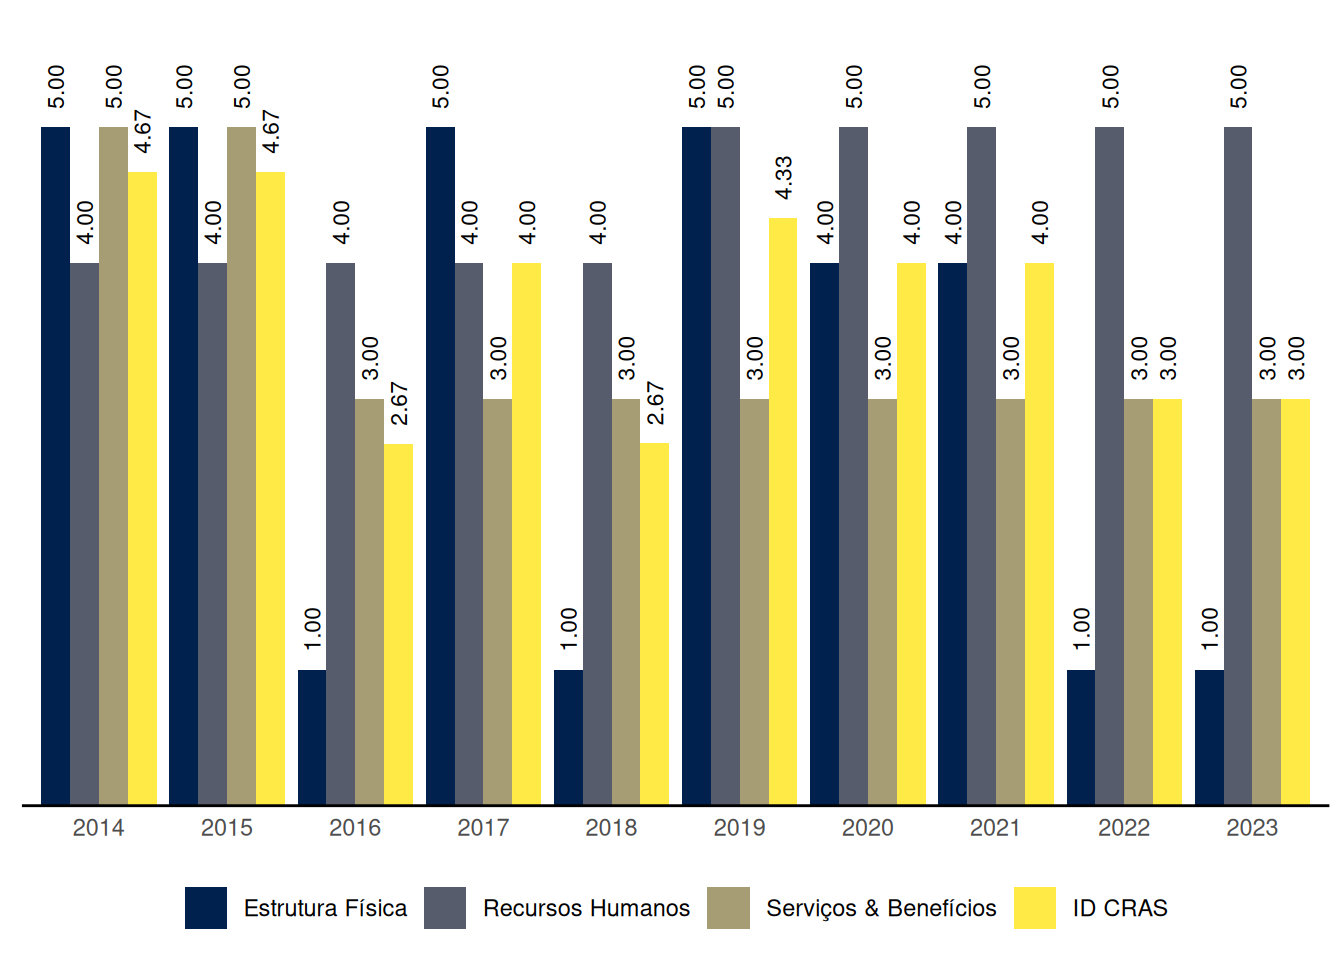 5.00 5.00 5.00 5.00 5.00 5.00 5.00 5.00 5.00 5.00 5.00
4.67 4.67
4.33
4.00 4.00 4.00 4.00 4.00 4.00 4.00 4.00 4.00 4.00
3.00 3.00 3.00 3.00 3.00 3.00 3.00 3.00 3.00 3.00
2.67 2.67
1.00 1.00 1.00 1.00
2014 2015 2016 2017 2018 2019 2020 2021 2022 2023
Estrutura Física Recursos Humanos Serviços & Benefícios ID CRAS